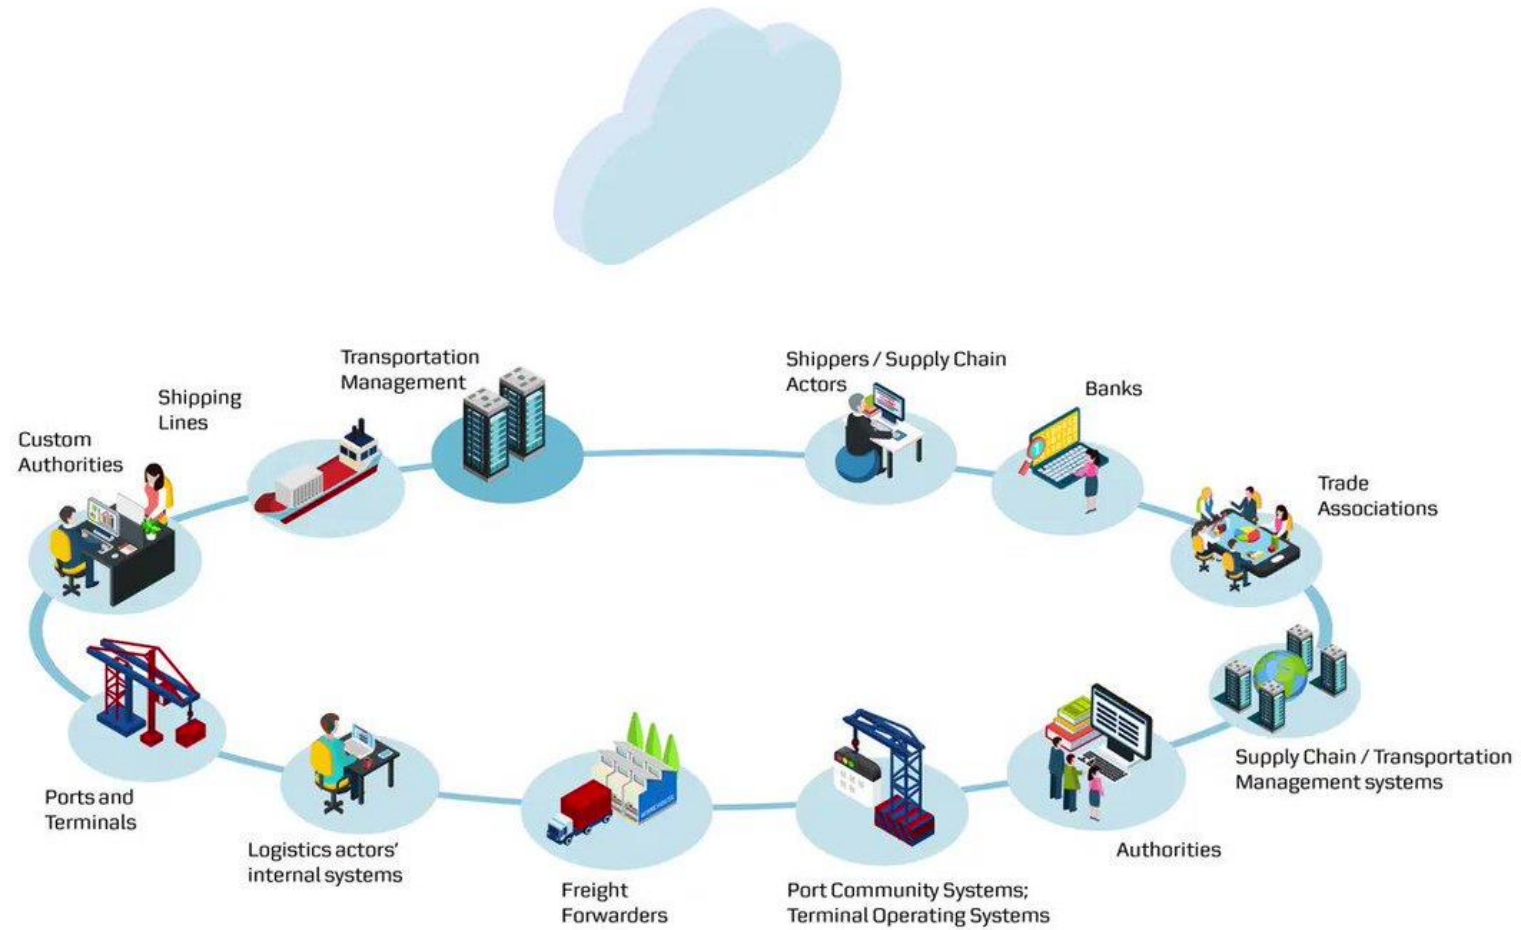 Transportation
Management
Shippers / Supply Chain
Actors
Shipping
Lines
Banks
Custom
Authorities
Trade
Associations
Supply Chain / Transportation
Management systems
Ports and
Terminals
Logistics actors'
internal systems
Authorities
Freight
Forwarders
Port Community Systems;
Terminal Operating Systems